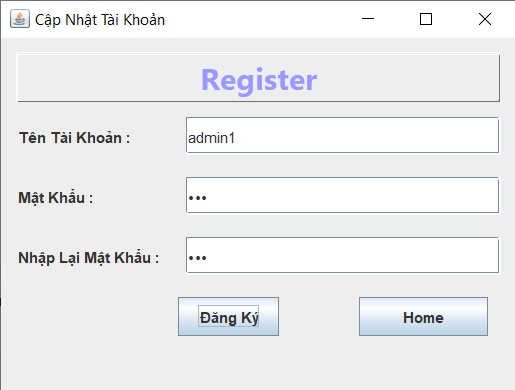 Cập Nhật Tài Khoản
Register
Tên Tài Khoản : admin1
Mật Khẩu : •••
Nhập Lại Mật Khẩu : •••
Đăng Ký Home